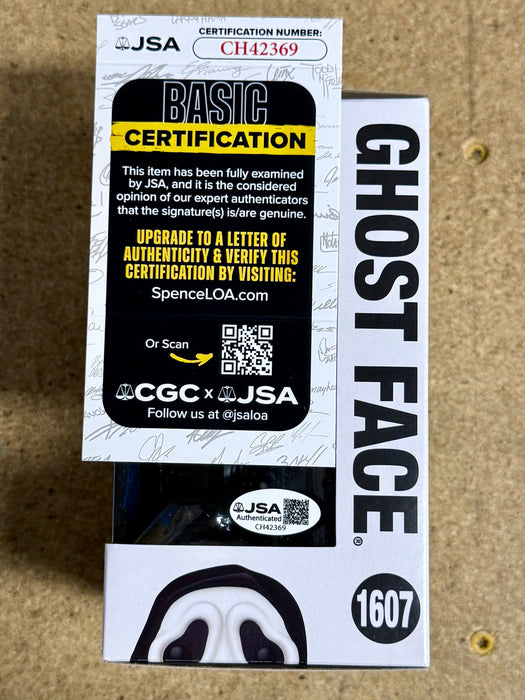 JSA
CERTIFICATION NUMBER:
CH42369
BASIC
CERTIFICATION
This item has been fully examined
by JSA, and it is the considered
opinion of our expert authenticators
that the signature(s) is/are genuine.
UPGRADE TO A LETTER OF
AUTHENTICITY & VERIFY THIS
CERTIFICATION BY VISITING:
SpenceLOA.com
Or Scan
CGC x JSA
Follow us at @jsaloa
JSA
Authenticated
CH42369
GHOST FACE®
1607